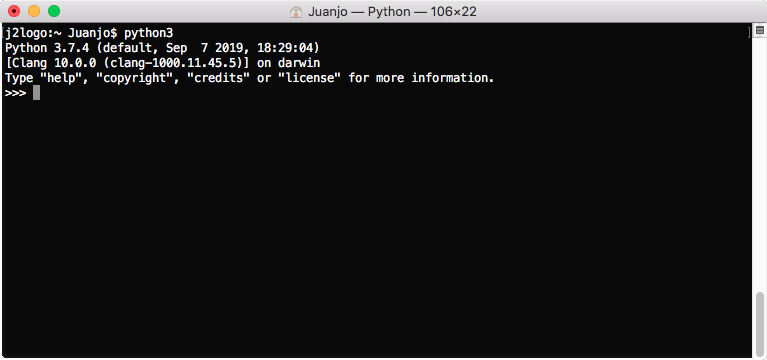 Juanjo — Python — 106×22
[j2logo:~ Juanjo$ python3 ]
Python 3.7.4 (default, Sep  7 2019, 18:29:04)
[Clang 10.0.0 (clang-1000.11.45.5)] on darwin
Type "help", "copyright", "credits" or "license" for more information.
>>>